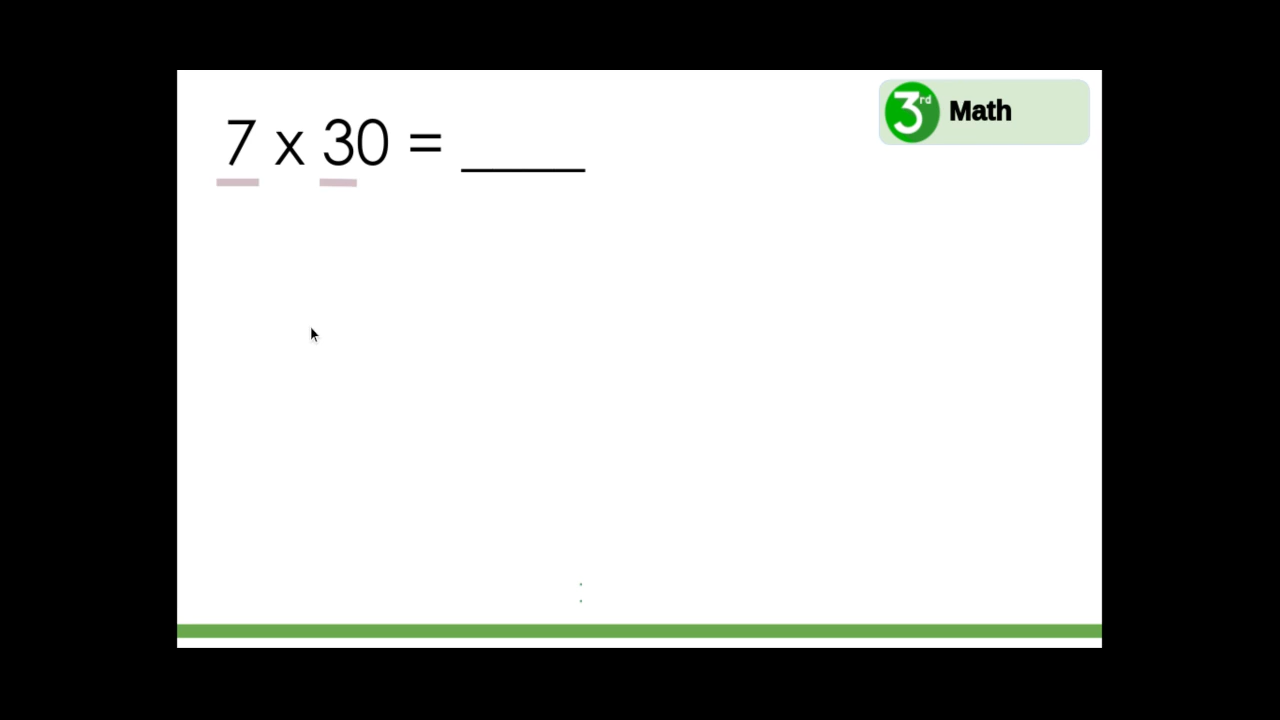 7 x 30 = _____
3rd Math